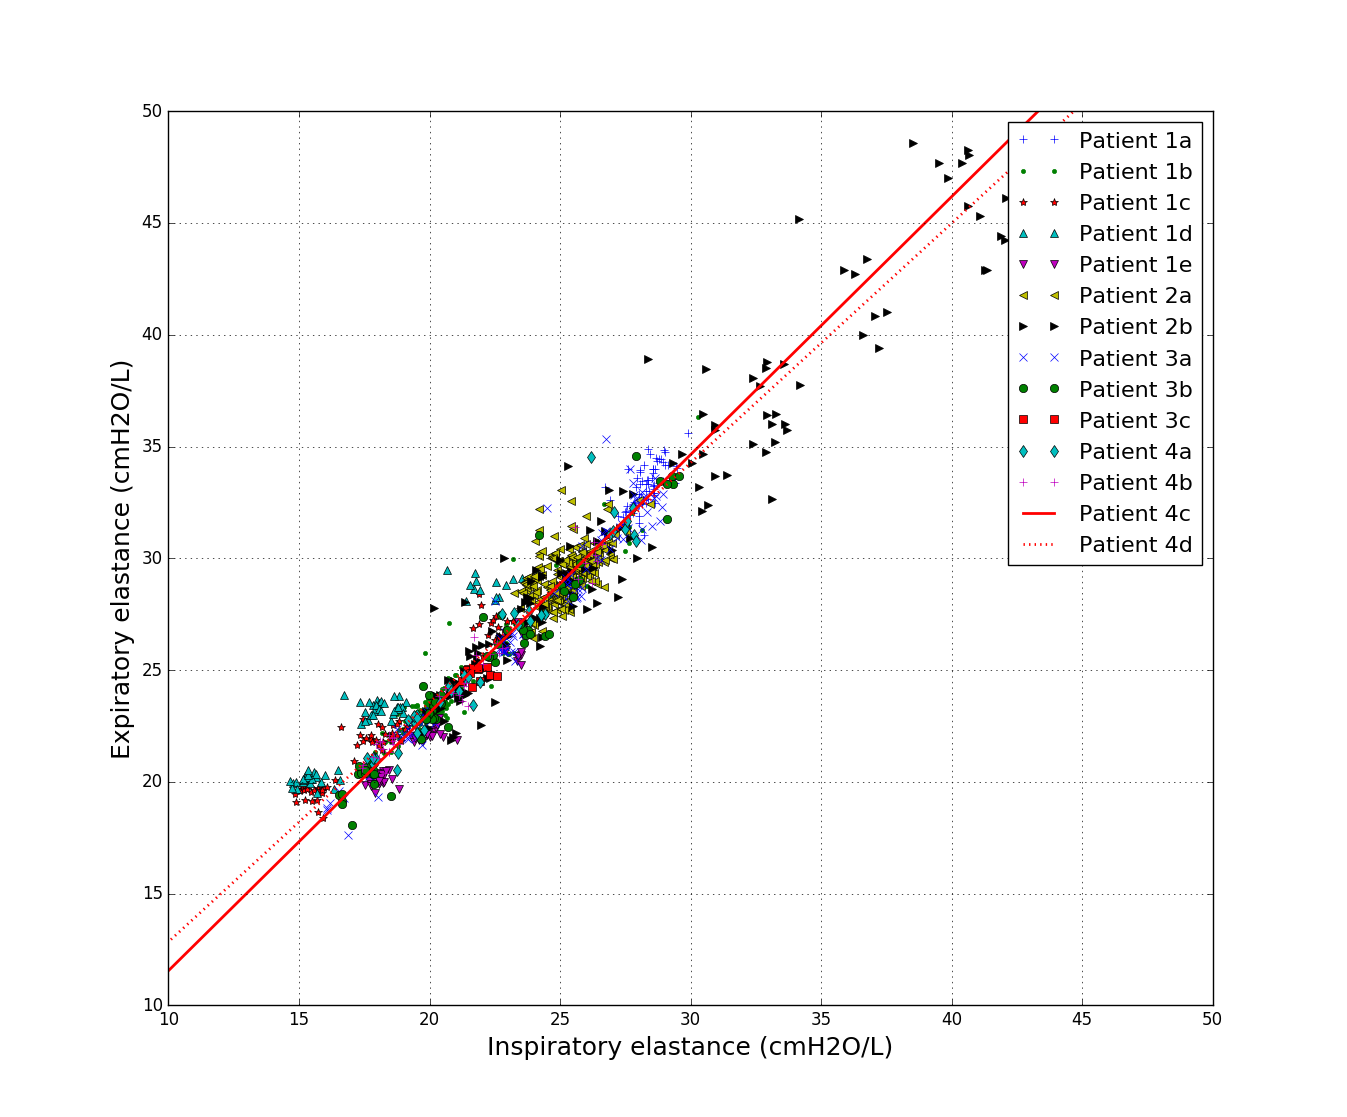 50
45
40
35
30
25
20
15
10
Expiratory elastance (cmH2O/L)
10 15 20 25 30 35 40 45 50
Inspiratory elastance (cmH2O/L)
Patient 1a
Patient 1b
Patient 1c
Patient 1d
Patient 1e
Patient 2a
Patient 2b
Patient 3a
Patient 3b
Patient 3c
Patient 4a
Patient 4b
Patient 4c
Patient 4d